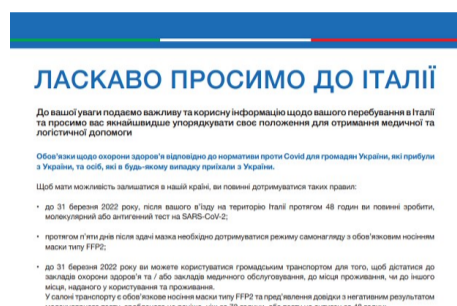 ЛАСКАВО ПРОСИМО ДО ІТАЛІЇ
До вашої уваги подаємо важливу та корисну інформацію щодо вашого перебування в Італії
та просимо вас якнайшвидше упорядкувати своє положення для отримання медичної та
логістичної допомоги
Обов'язки щодо охорони здоров'я відповідно до нормативи проти Covid для громадян України, які прибули
з України, та осіб, які в будь-якому випадку приїхали з України.
Щоб мати можливість залишатися в нашій країні, ви повинні дотримуватися таких правил:
• до 31 березня 2022 року, після вашого в'їзду на територію Італії протягом 48 годин ви повинні зробити,
молекулярно або антигенний тест на SARS-CoV-2;
• протягом п'яти днів після здачі мазка необхідно дотримуватися режиму самонагляду з обов'язковим носінням
маски типу FFP2;
• до 31 березня 2022 ви можете користуватися громадським транспортом для того, щоб дістатися до
закладів охорони здоров'я та / або закладів медичного обслуговування, до місця проживання, чи до іншого
місця, наданого у користування та проживання.
У салоні транспорту є обов'язкове носіння маски типу FFP2 та пред'явлення довідки з негативним результатом